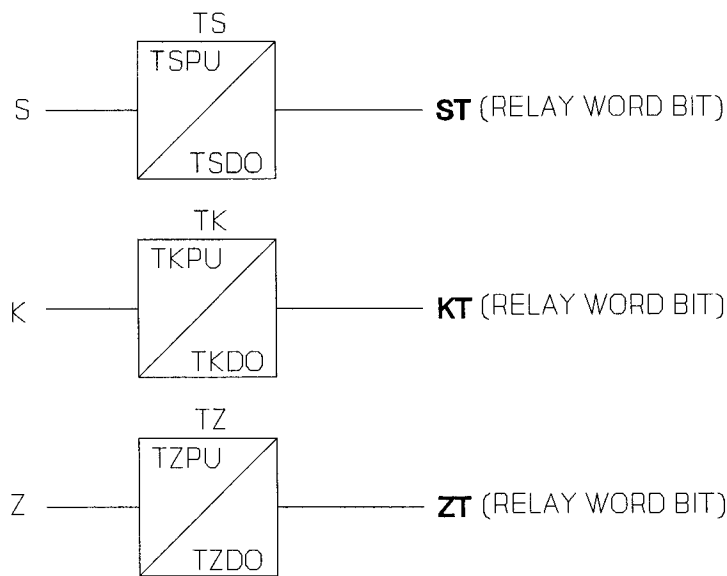 TS
TSPU
S
ST (RELAY WORD BIT)
TSDO
TK
TKPU
K
KT (RELAY WORD BIT)
TKDO
TZ
TZPU
Z
ZT (RELAY WORD BIT)
TZDO